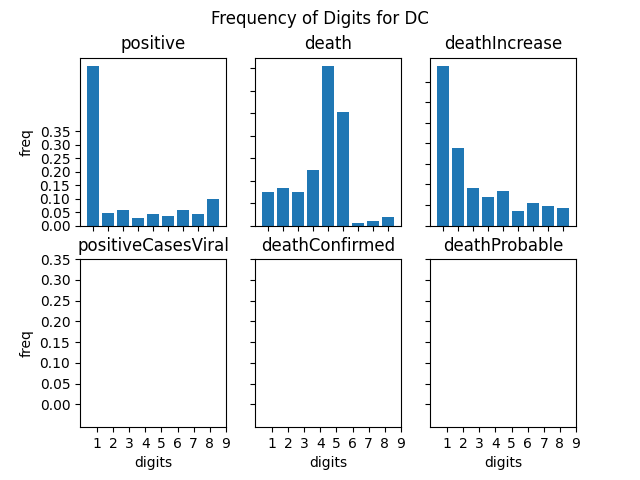 Frequency of Digits for DC
positive death deathIncrease
freq
0.35
0.30
0.25
0.20
0.15
0.10
0.05
0.00
positiveCasesViral deathConfirmed deathProbable
freq
0.35
0.30
0.25
0.20
0.15
0.10
0.05
0.00
1 2 3 4 5 6 7 8 9 1 2 3 4 5 6 7 8 9 1 2 3 4 5 6 7 8 9
digits digits digits